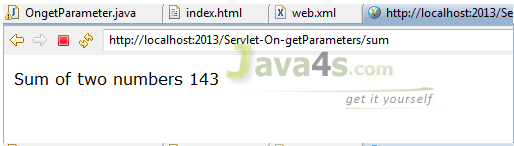 OngetParameter.java
index.html
web.xml
http://localhost:2013/Se
http://localhost:2013/Servlet-On-getParameters/sum
Sum of two numbers 143
Java4s.com
get it yourself